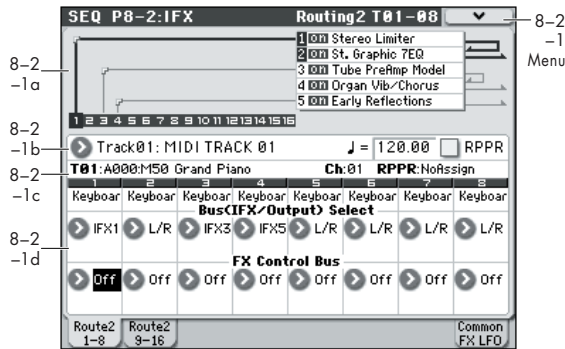 SEQ P8-2:IFX Routing2 T01-08
8–2
–1
Menu
1 On Stereo Limiter
2 On St. Graphic 7EQ
3 On Tube PreAmp Model
4 On Organ Vib/Chorus
5 On Early Reflections
8–2
–1a
1 2 3 4 5 6 7 8 9 10 11 12 13 14 15 16
8–2
–1b
Track01: MIDI TRACK 01 ♩ = 120.00 RPPR
8–2
–1c
T01:A000:M50 Grand Piano Ch:01 RPPR:NoAssign
1 2 3 4 5 6 7 8
Keyboar Keyboar Keyboar Keyboar Keyboar Keyboar Keyboar Keyboar
Bus(IFX/Output) Select
8–2
–1d
IFX1 L/R IFX3 IFX5 L/R L/R L/R L/R
FX Control Bus
Off Off Off Off Off Off Off Off
Route2 1-8
Route2 9-16
Common FX LFO